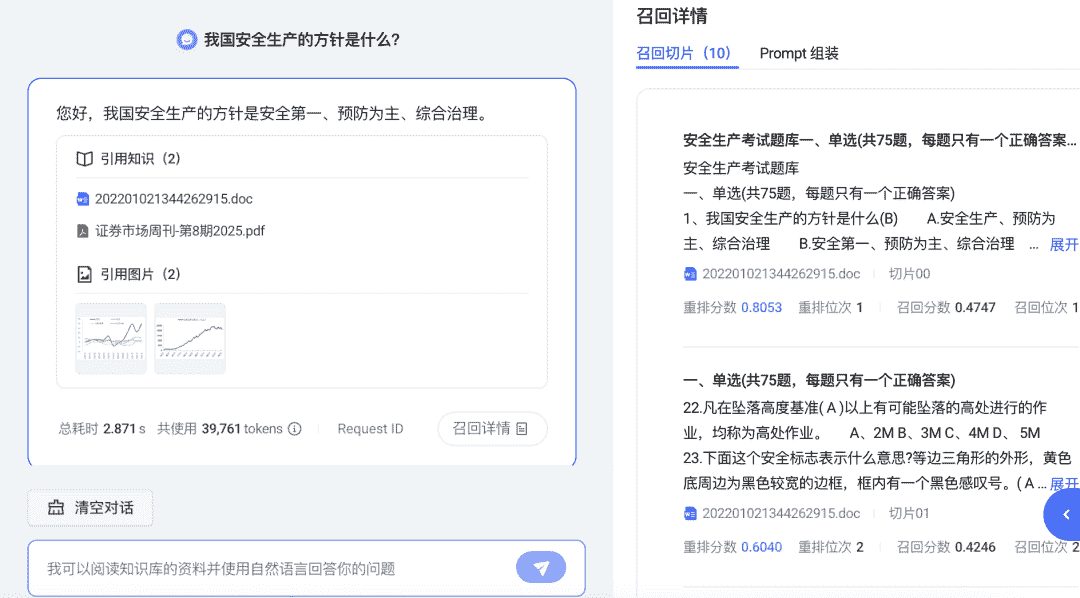 我国安全生产的方针是什么?
您好，我国安全生产的方针是安全第一、预防为主、综合治理。
引用知识（2）
202201021344262915.doc
证券市场周刊-第8期2025.pdf
引用图片（2）
总耗时 2.871 s 共使用 39,761 tokens
Request ID
召回详情
清空对话
我可以阅读知识库的资料并使用自然语言回答你的问题
召回详情
召回切片（10） Prompt 组装
安全生产考试题库一、单选(共75题，每题只有一个正确答案...
安全生产考试题库
一、单选(共75题，每题只有一个正确答案)
1、我国安全生产的方针是什么(B) A.安全生产、预防为
主、综合治理 B.安全第一、预防为主、综合治理 ... 展开
202201021344262915.doc 切片00
重排分数 0.8053 重排位次 1 召回分数 0.4747 召回位次 1
一、单选(共75题，每题只有一个正确答案)
22.凡在坠落高度基准( A )以上有可能坠落的高处进行的作
业，均称为高处作业。 A、2M B、3M C、4M D、 5M
23.下面这个安全标志表示什么意思?等边三角形的外形，黄色
底周边为黑色较宽的边框，框内有一个黑色感叹号。( A ... 展开
202201021344262915.doc 切片01
重排分数 0.6040 重排位次 2 召回分数 0.4246 召回位次 2